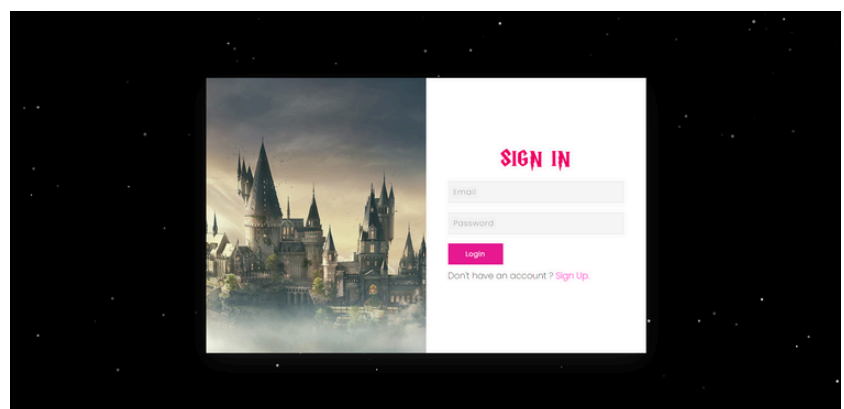 SIGN IN
Email
Password
Login
Don't have an account ? Sign Up.